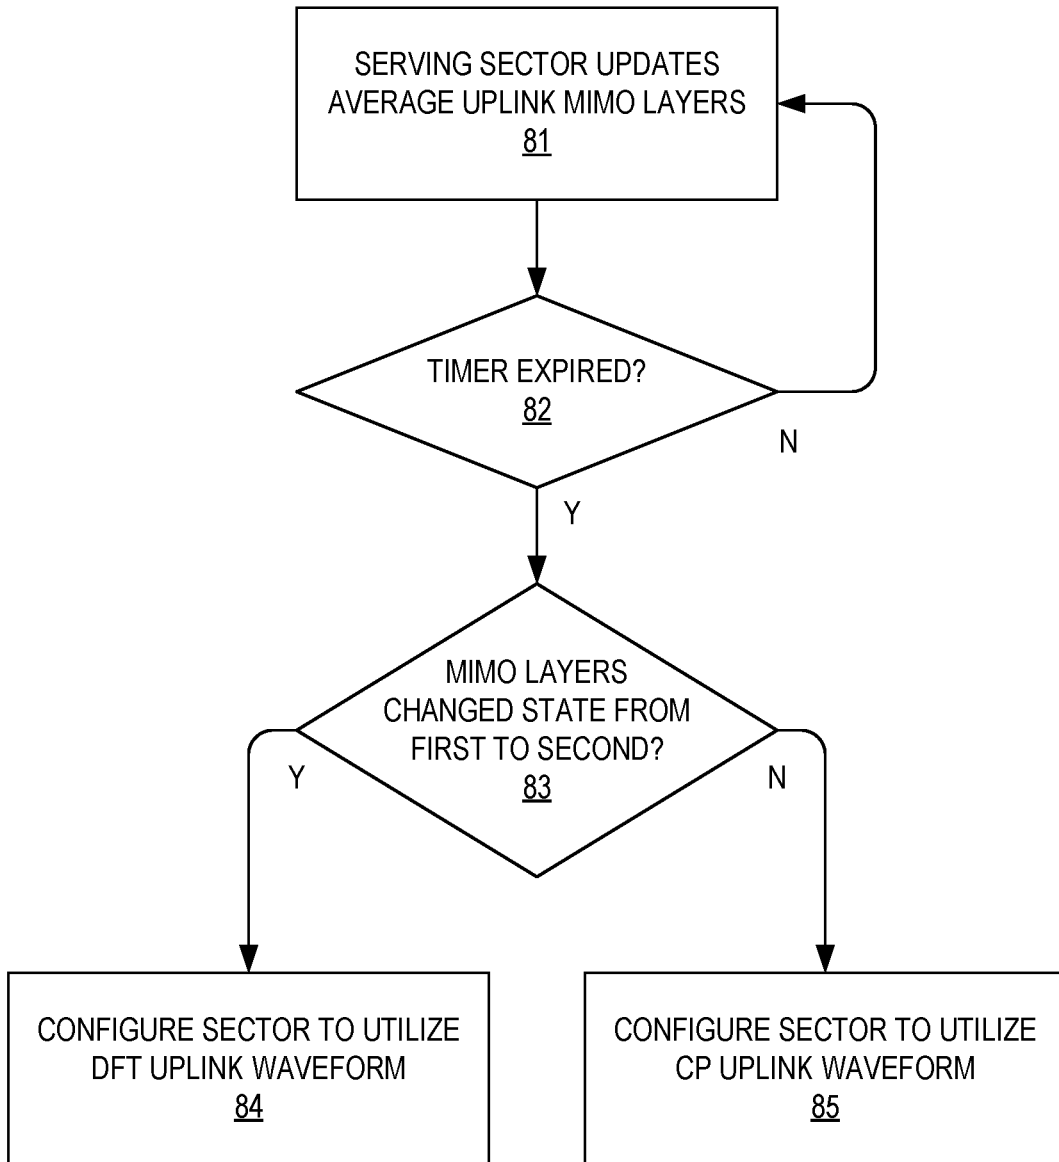 SERVING SECTOR UPDATES
AVERAGE UPLINK MIMO LAYERS
81
TIMER EXPIRED?
82
N
Y
MIMO LAYERS
CHANGED STATE FROM
FIRST TO SECOND?
83
Y
N
CONFIGURE SECTOR TO UTILIZE
DFT UPLINK WAVEFORM
84
CONFIGURE SECTOR TO UTILIZE
CP UPLINK WAVEFORM
85